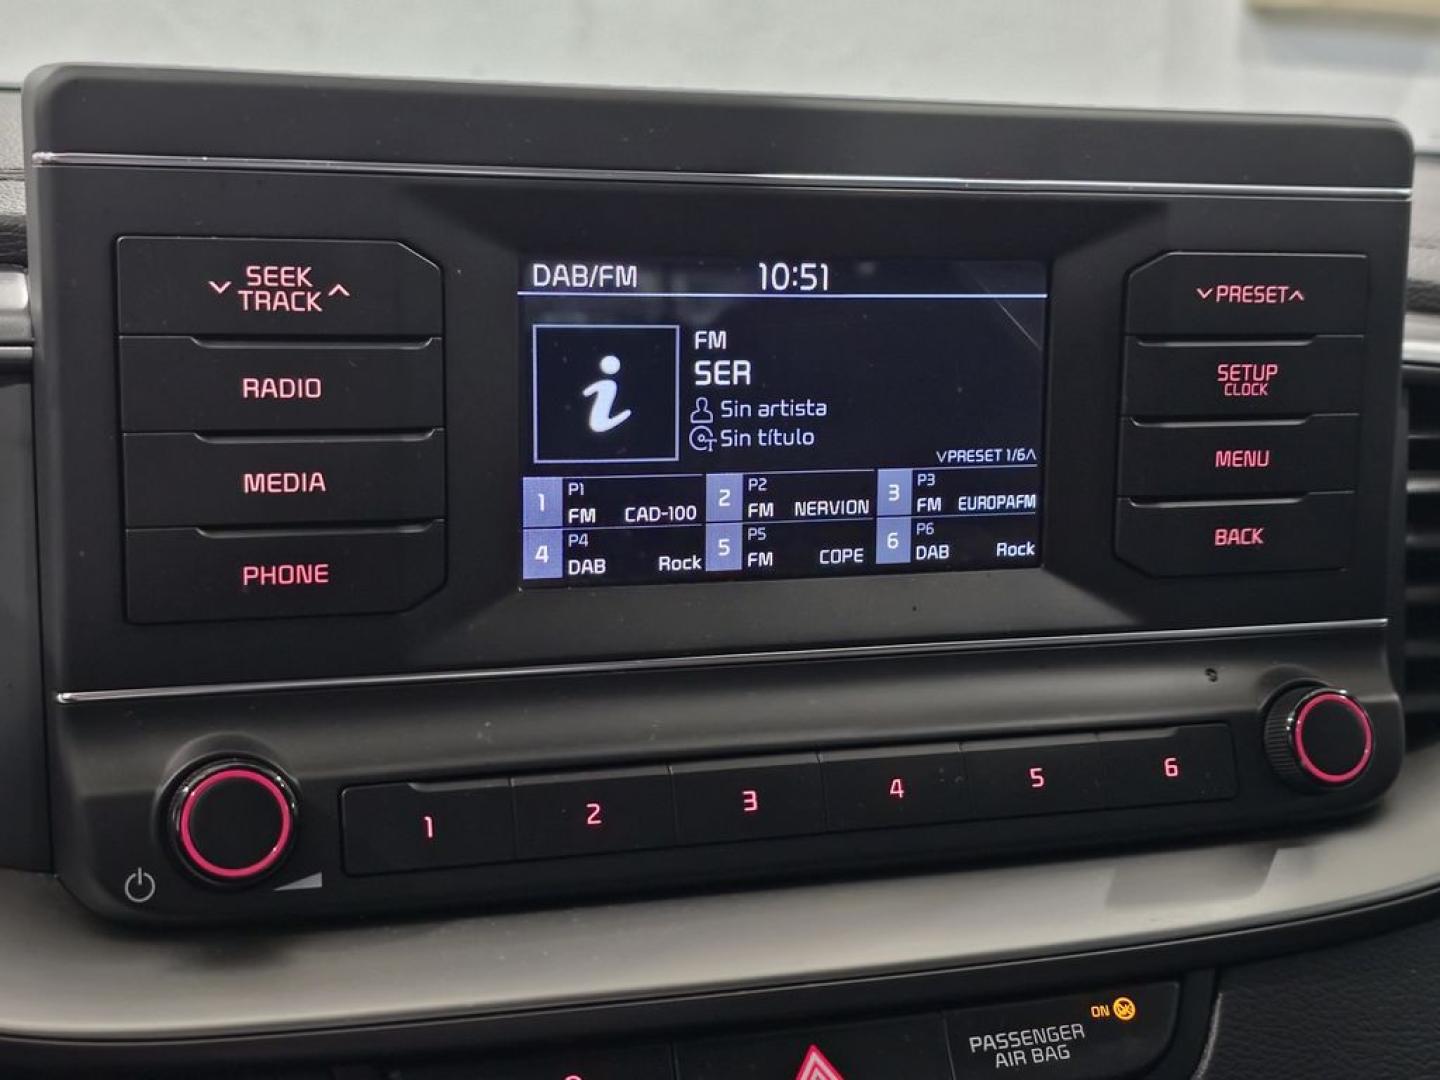 SEEK
TRACK
RADIO
MEDIA
PHONE
DAB/FM 10:51
i
FM
SER
Sin artista
Sin título
PRESET 1/6
1 P1 FM CAD-100
2 P2 FM NERVION
3 P3 FM EUROPAFM
4 P4 DAB Rock
5 P5 FM COPE
6 P6 DAB Rock
PRESET
SETUP
CLOCK
MENU
BACK
1 2 3 4 5 6
PASSENGER
AIR BAG
ON